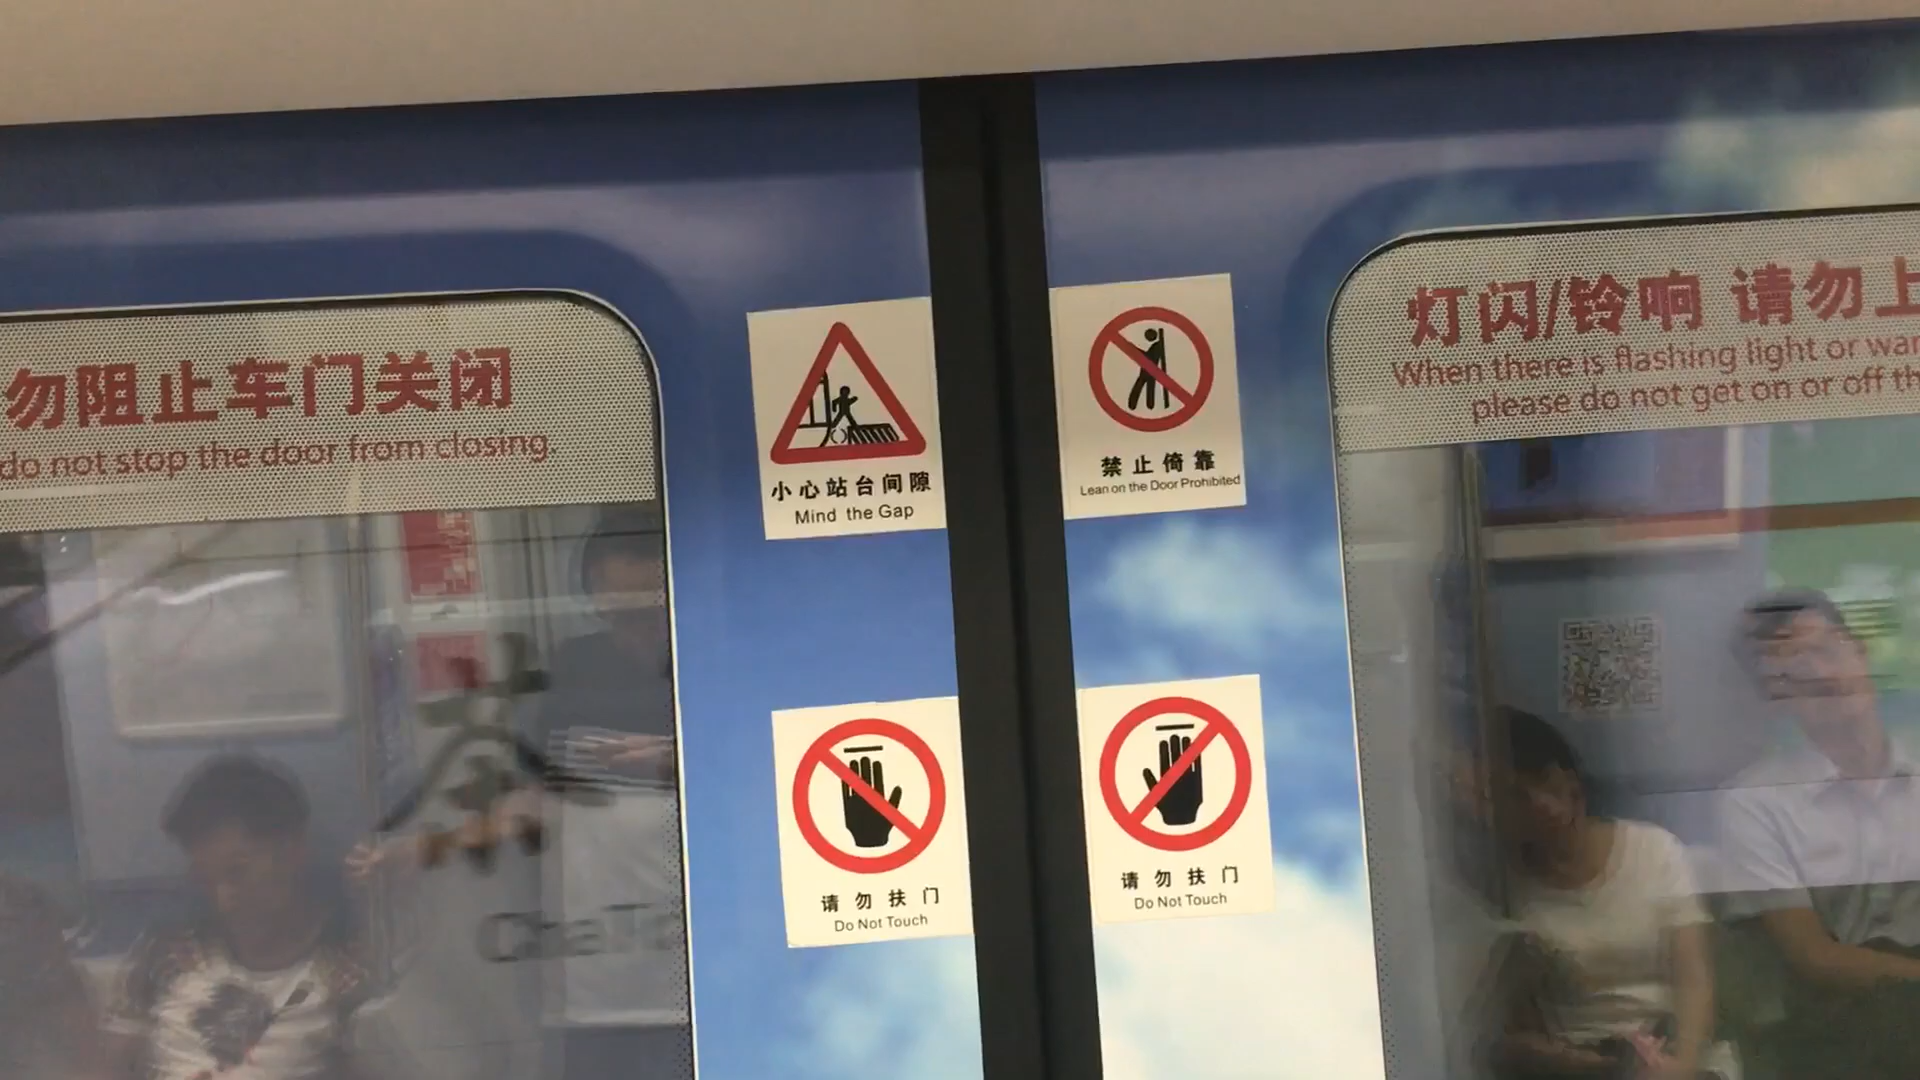 勿阻止车门关闭
do not stop the door from closing.
小心站台间隙
Mind the Gap
禁止倚靠
Lean on the Door Prohibited
灯闪/铃响 请勿上
When there is flashing light or
please do not get on or off
请勿扶门
Do Not Touch
请勿扶门
Do Not Touch